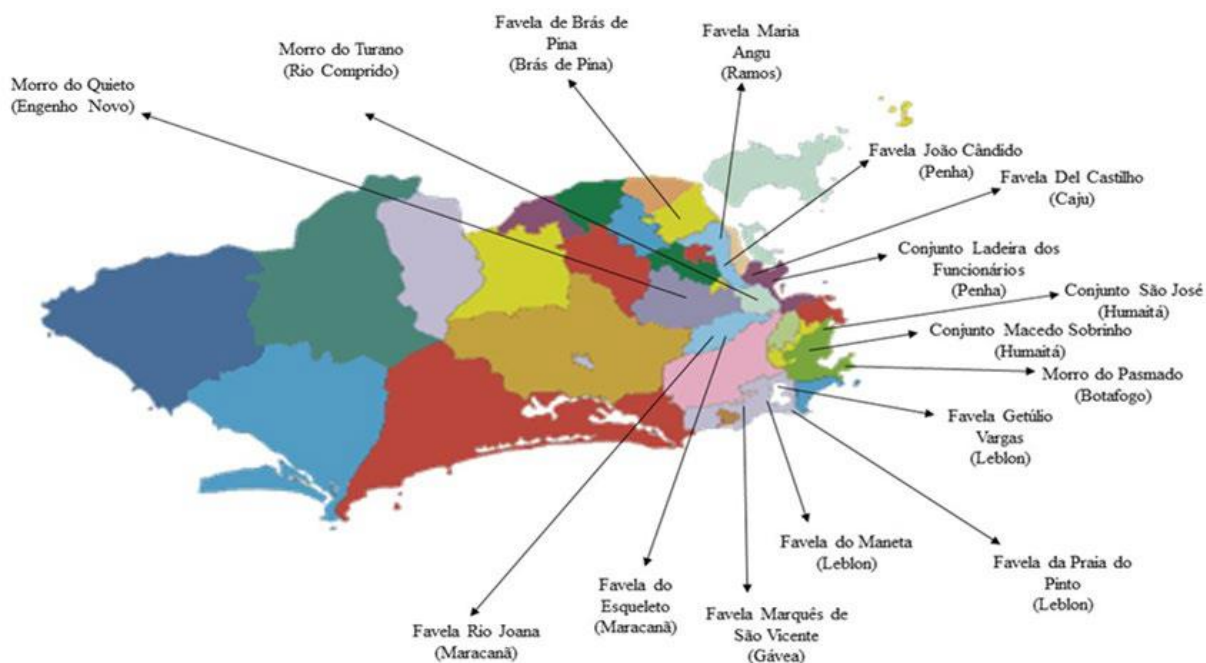 Favela de Brás de
Pina
(Brás de Pina)
Favela Maria
Angu
(Ramos)
Morro do Turano
(Rio Comprido)
Morro do Quieto
(Engenho Novo)
Favela João Cândido
(Penha)
Favela Del Castilho
(Caju)
Conjunto Ladeira dos
Funcionários
(Penha)
Conjunto São José
(Humaitá)
Conjunto Macedo Sobrinho
(Humaitá)
Morro do Pasmado
(Botafogo)
Favela Getúlio
Vargas
(Leblon)
Favela do Maneta
(Leblon)
Favela da Praia do
Pinto
(Leblon)
Favela do
Esqueleto
(Maracanã)
Favela Marquês de
São Vicente
(Gávea)
Favela Rio Joana
(Maracanã)